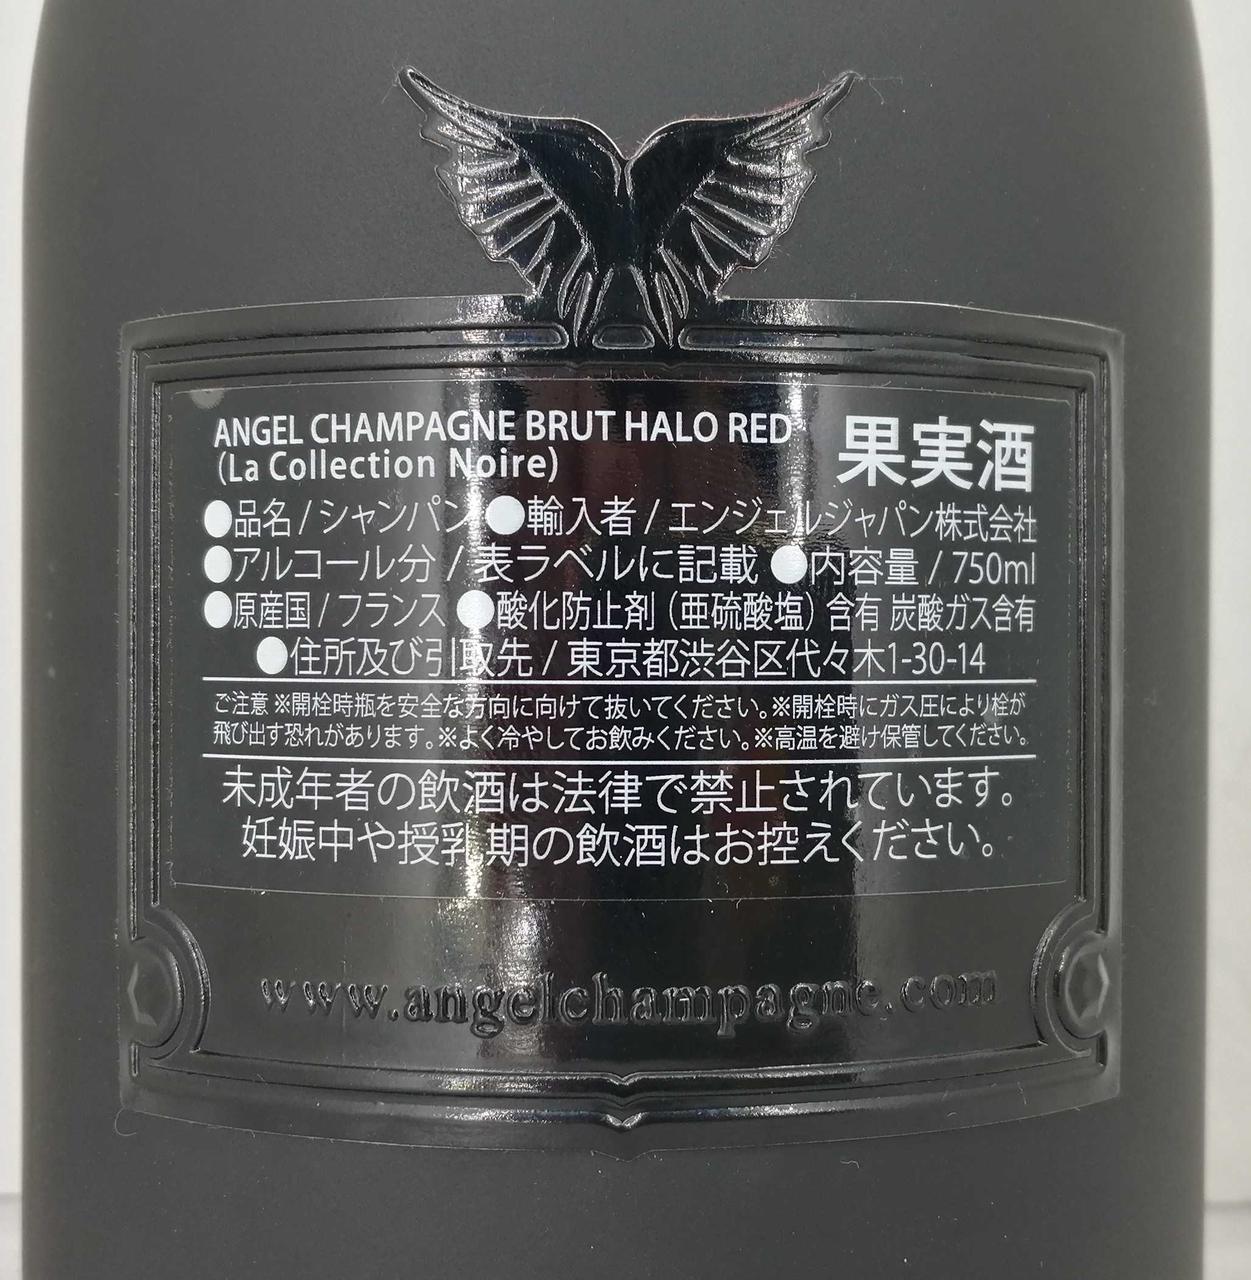 ANGEL CHAMPAGNE BRUT HALO RED 果実酒
(La Collection Noire)
●品名 / シャンパン ●輸入者 / エンジェルジャパン株式会社
●アルコール分 / 表ラベルに記載 ●内容量 / 750ml
●原産国 / フランス ●酸化防止剤（亜硫酸塩）含有 炭酸ガス含有
●住所及び引取先 / 東京都渋谷区代々木1-30-14
ご注意 ※開栓時瓶を安全な方向に向けて抜いてください。※開栓時にガス圧により栓が
飛び出す恐れがあります。※よく冷やしてお飲みください。※高温を避け保管してください。
未成年者の飲酒は法律で禁止されています。
妊娠中や授乳期の飲酒はお控えください。
www.angelchampagne.com